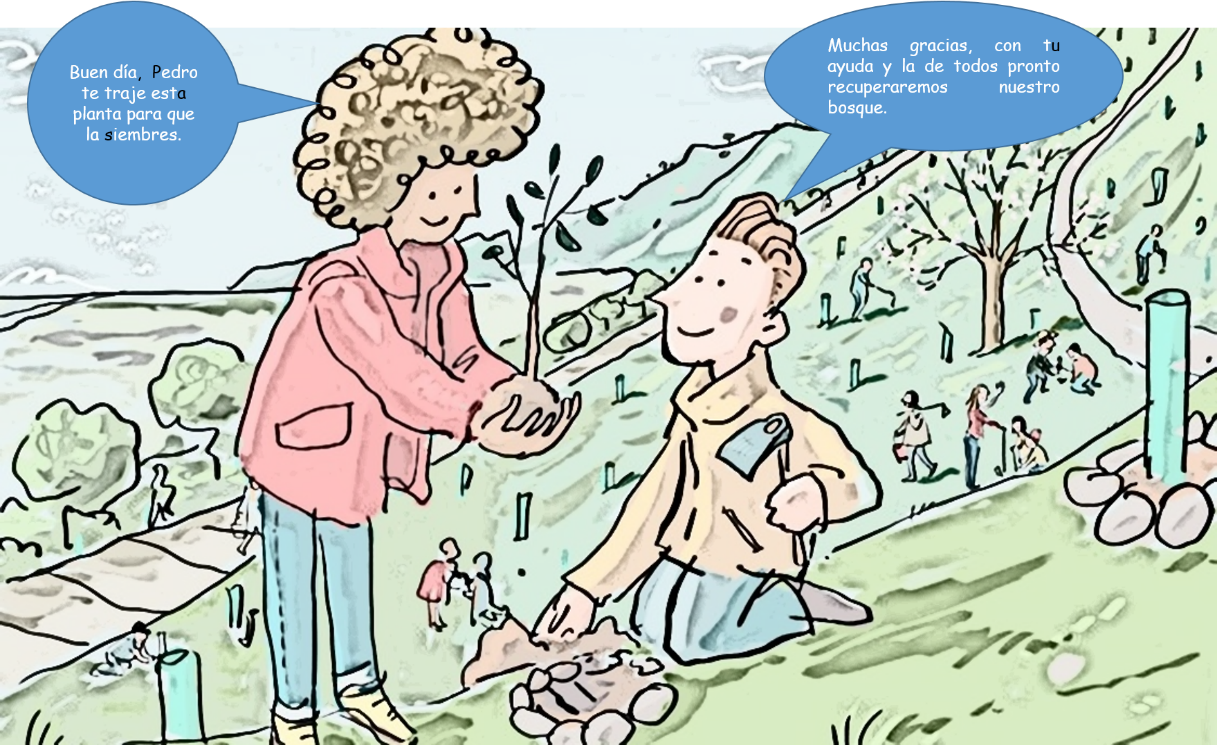 Buen día, Pedro
te traje esta
planta para que
la siembres.
Muchas gracias, con tu
ayuda y la de todos pronto
recuperaremos nuestro
bosque.